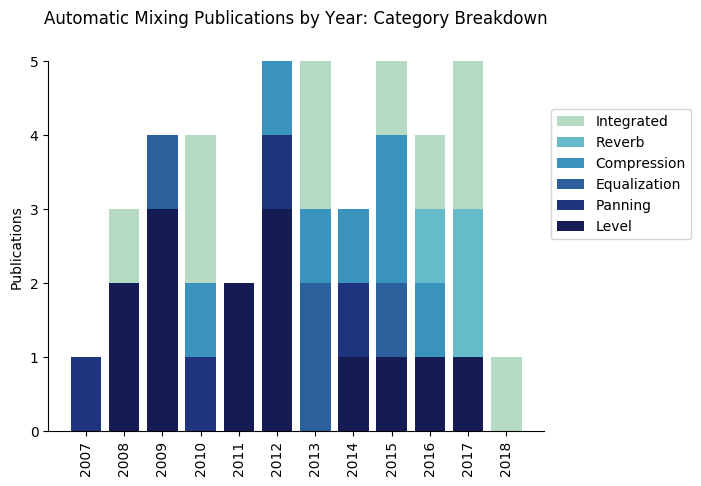 Automatic Mixing Publications by Year: Category Breakdown
5
4
3
2
1
0
Publications
2007
2008
2009
2010
2011
2012
2013
2014
2015
2016
2017
2018
Integrated
Reverb
Compression
Equalization
Panning
Level